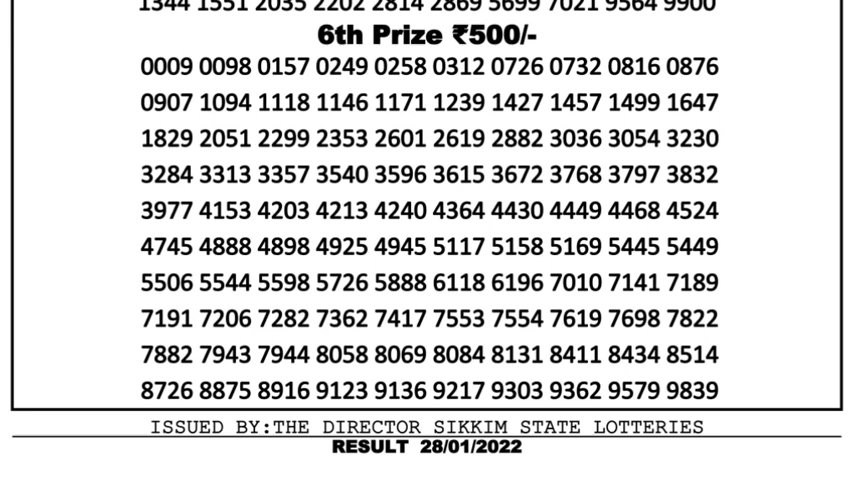 1344 1551 2035 2202 2814 2869 5699 7021 9564 9900
6th Prize ₹500/-
0009 0098 0157 0249 0258 0312 0726 0732 0816 0876
0907 1094 1118 1146 1171 1239 1427 1457 1499 1647
1829 2051 2299 2353 2601 2619 2882 3036 3054 3230
3284 3313 3357 3540 3596 3615 3672 3768 3797 3832
3977 4153 4203 4213 4240 4364 4430 4449 4468 4524
4745 4888 4898 4925 4945 5117 5158 5169 5445 5449
5506 5544 5598 5726 5888 6118 6196 7010 7141 7189
7191 7206 7282 7362 7417 7553 7554 7619 7698 7822
7882 7943 7944 8058 8069 8084 8131 8411 8434 8514
8726 8875 8916 9123 9136 9217 9303 9362 9579 9839
ISSUED BY:THE DIRECTOR SIKKIM STATE LOTTERIES
RESULT 28/01/2022